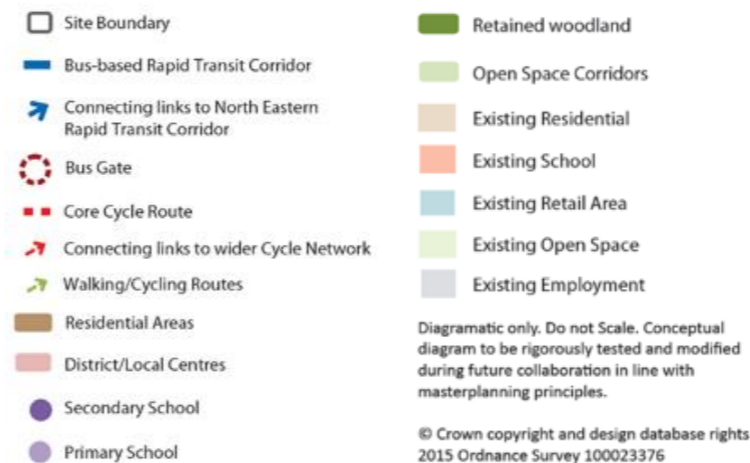 Site Boundary
Bus-based Rapid Transit Corridor
Connecting links to North Eastern
Rapid Transit Corridor
Bus Gate
Core Cycle Route
Connecting links to wider Cycle Network
Walking/Cycling Routes
Residential Areas
District/Local Centres
Secondary School
Primary School
Retained woodland
Open Space Corridors
Existing Residential
Existing School
Existing Retail Area
Existing Open Space
Existing Employment
Diagramatic only. Do not Scale. Conceptual
diagram to be rigorously tested and modified
during future collaboration in line with
masterplanning principles.
© Crown copyright and design database rights
2015 Ordnance Survey 100023376